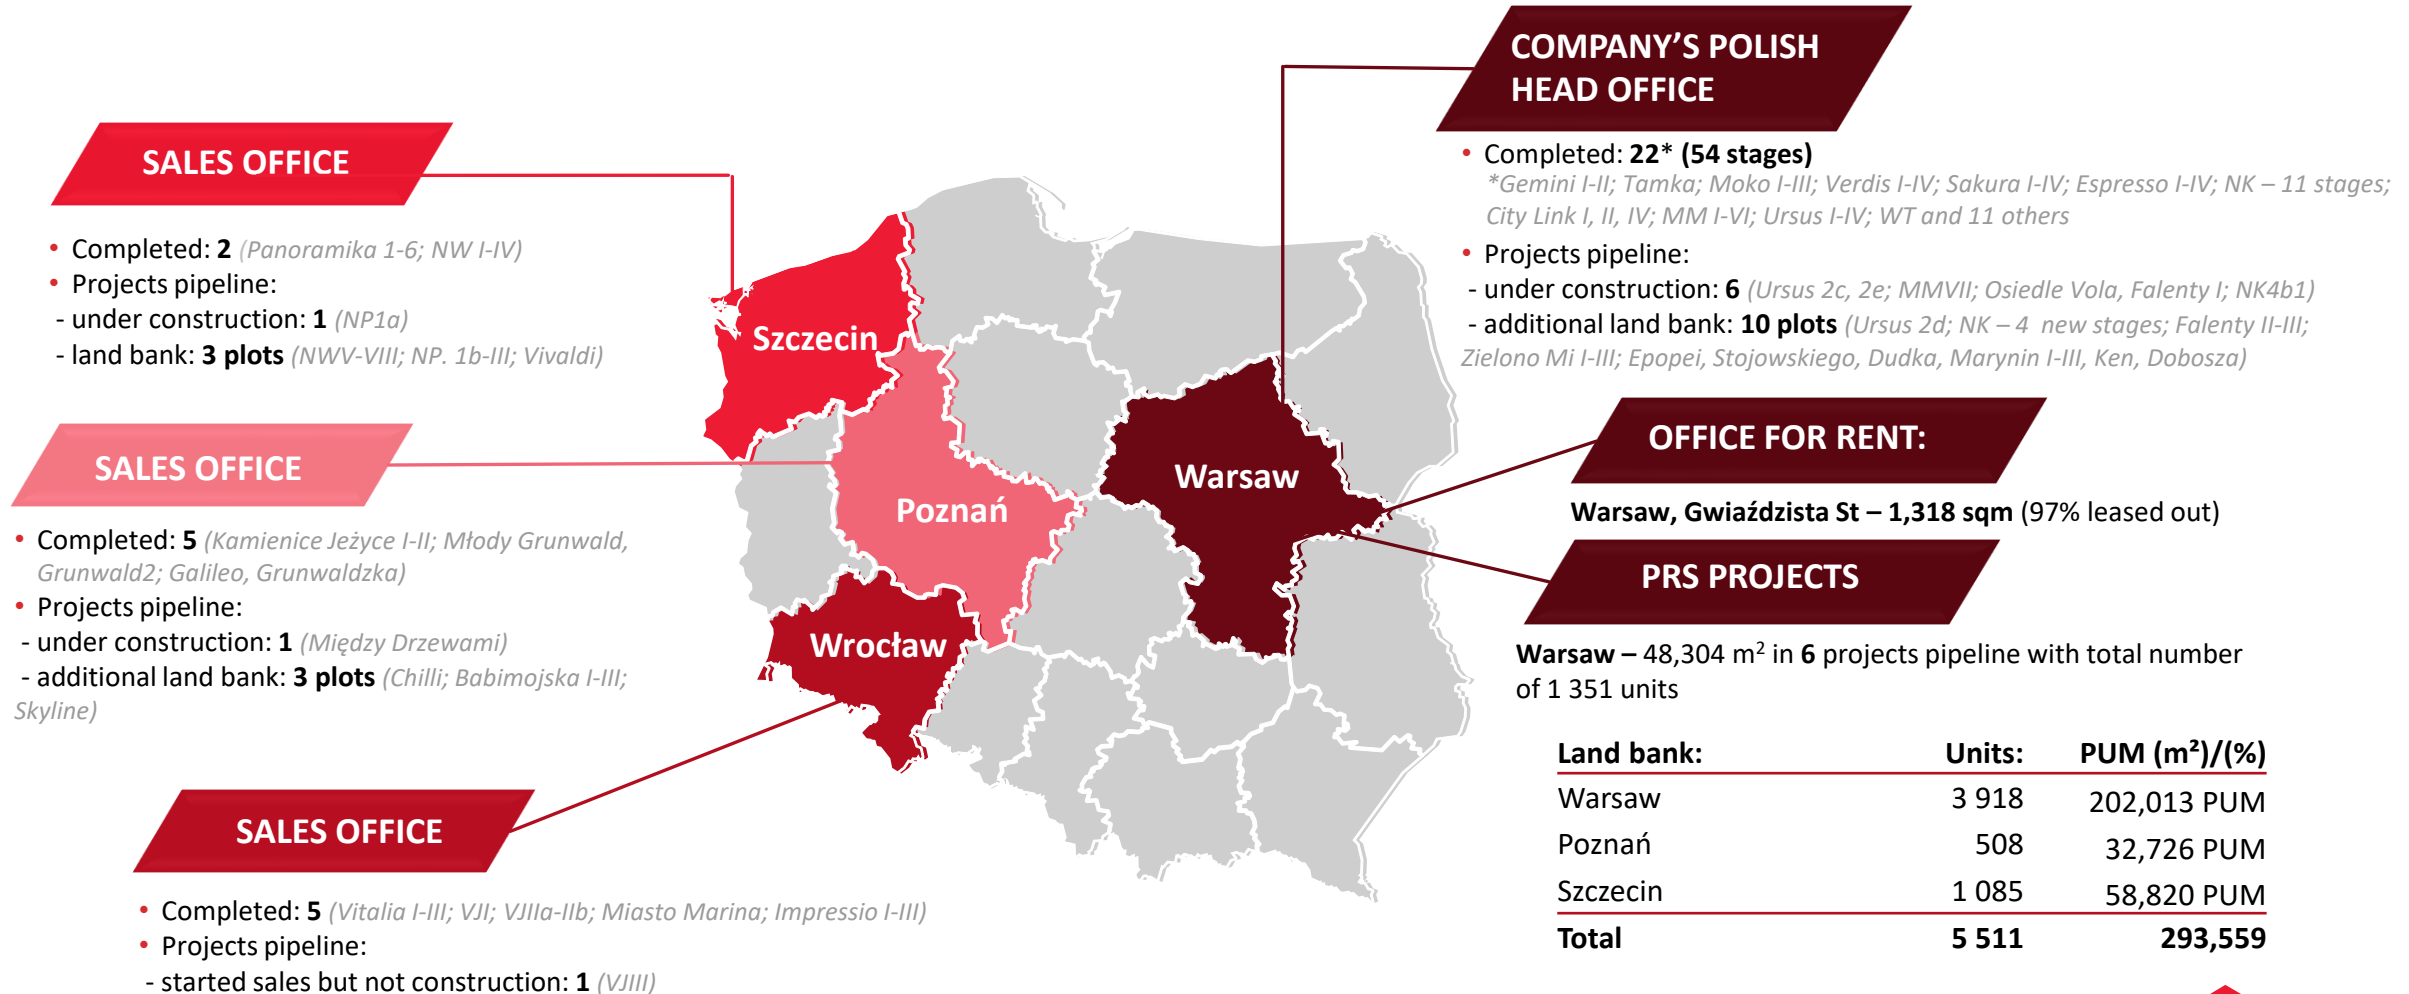 COMPANY'S POLISH
HEAD OFFICE
• Completed: 22* (54 stages)
*Gemini I-II; Tamka; Moko I-III; Verdis I-IV; Sakura I-IV; Espresso I-IV; NK – 11 stages;
City Link I, II, IV; MM I-VI; Ursus I-IV; WT and 11 others
• Projects pipeline:
- under construction: 6 (Ursus 2c, 2e; MMVII; Osiedle Vola, Falenty I; NK4b1)
- additional land bank: 10 plots (Ursus 2d; NK – 4 new stages; Falenty II-III;
Zielono Mi I-III; Epopei, Stojowskiego, Dudka, Marynin I-III, Ken, Dobosza)
SALES OFFICE
• Completed: 2 (Panoramika 1-6; NW I-IV)
• Projects pipeline:
- under construction: 1 (NP1a)
- land bank: 3 plots (NWV-VIII; NP. 1b-III; Vivaldi)
SALES OFFICE
• Completed: 5 (Kamienice Jeżyce I-II; Młody Grunwald,
Grunwald2; Galileo, Grunwaldzka)
• Projects pipeline:
- under construction: 1 (Między Drzewami)
- additional land bank: 3 plots (Chilli; Babimojska I-III;
Skyline)
SALES OFFICE
• Completed: 5 (Vitalia I-III; VJI; VJIIa-IIb; Miasto Marina; Impressio I-III)
• Projects pipeline:
- started sales but not construction: 1 (VJIII)
Szczecin
Poznań
Warsaw
Wrocław
OFFICE FOR RENT:
Warsaw, Gwiaździsta St – 1,318 sqm (97% leased out)
PRS PROJECTS
Warsaw – 48,304 m² in 6 projects pipeline with total number
of 1 351 units
Land bank: Units: PUM (m²)/(%)
Warsaw 3 918 202,013 PUM
Poznań 508 32,726 PUM
Szczecin 1 085 58,820 PUM
Total 5 511 293,559